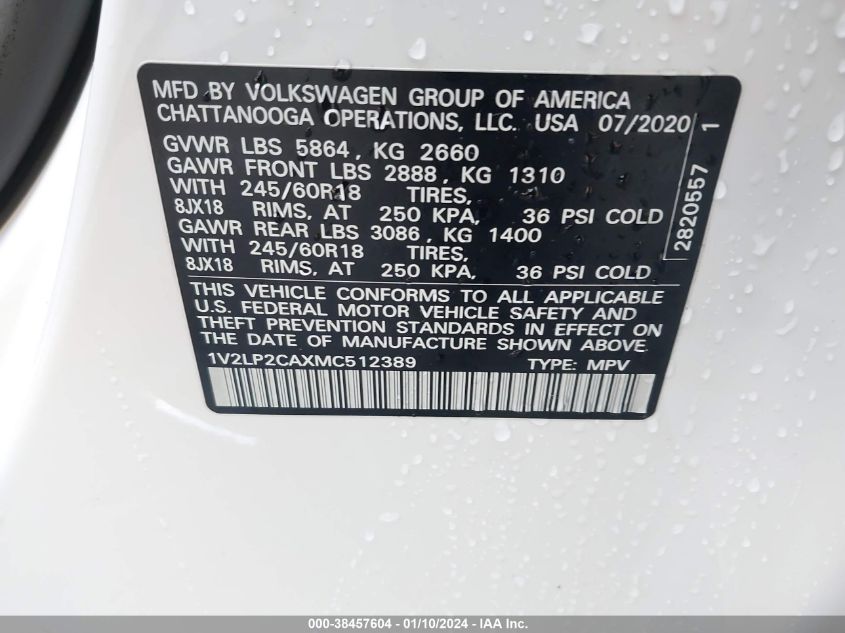 MFD BY VOLKSWAGEN GROUP OF AMERICA
CHATTANOOGA OPERATIONS, LLC. USA 07/2020
GVWR LBS 5864, KG 2660
GAWR FRONT LBS 2888, KG 1310
WITH 245/60R18 TIRES,
8JX18 RIMS, AT 250 KPA, 36 PSI COLD
GAWR REAR LBS 3086, KG 1400
WITH 245/60R18 TIRES,
8JX18 RIMS, AT 250 KPA, 36 PSI COLD
2820557 1
THIS VEHICLE CONFORMS TO ALL APPLICABLE
U.S. FEDERAL MOTOR VEHICLE SAFETY AND
THEFT PREVENTION STANDARDS IN EFFECT ON
THE DATE OF MANUFACTURE SHOWN ABOVE.
1V2LP2CAXMC512389 TYPE: MPV
000-38457604 - 01/10/2024 - IAA Inc.